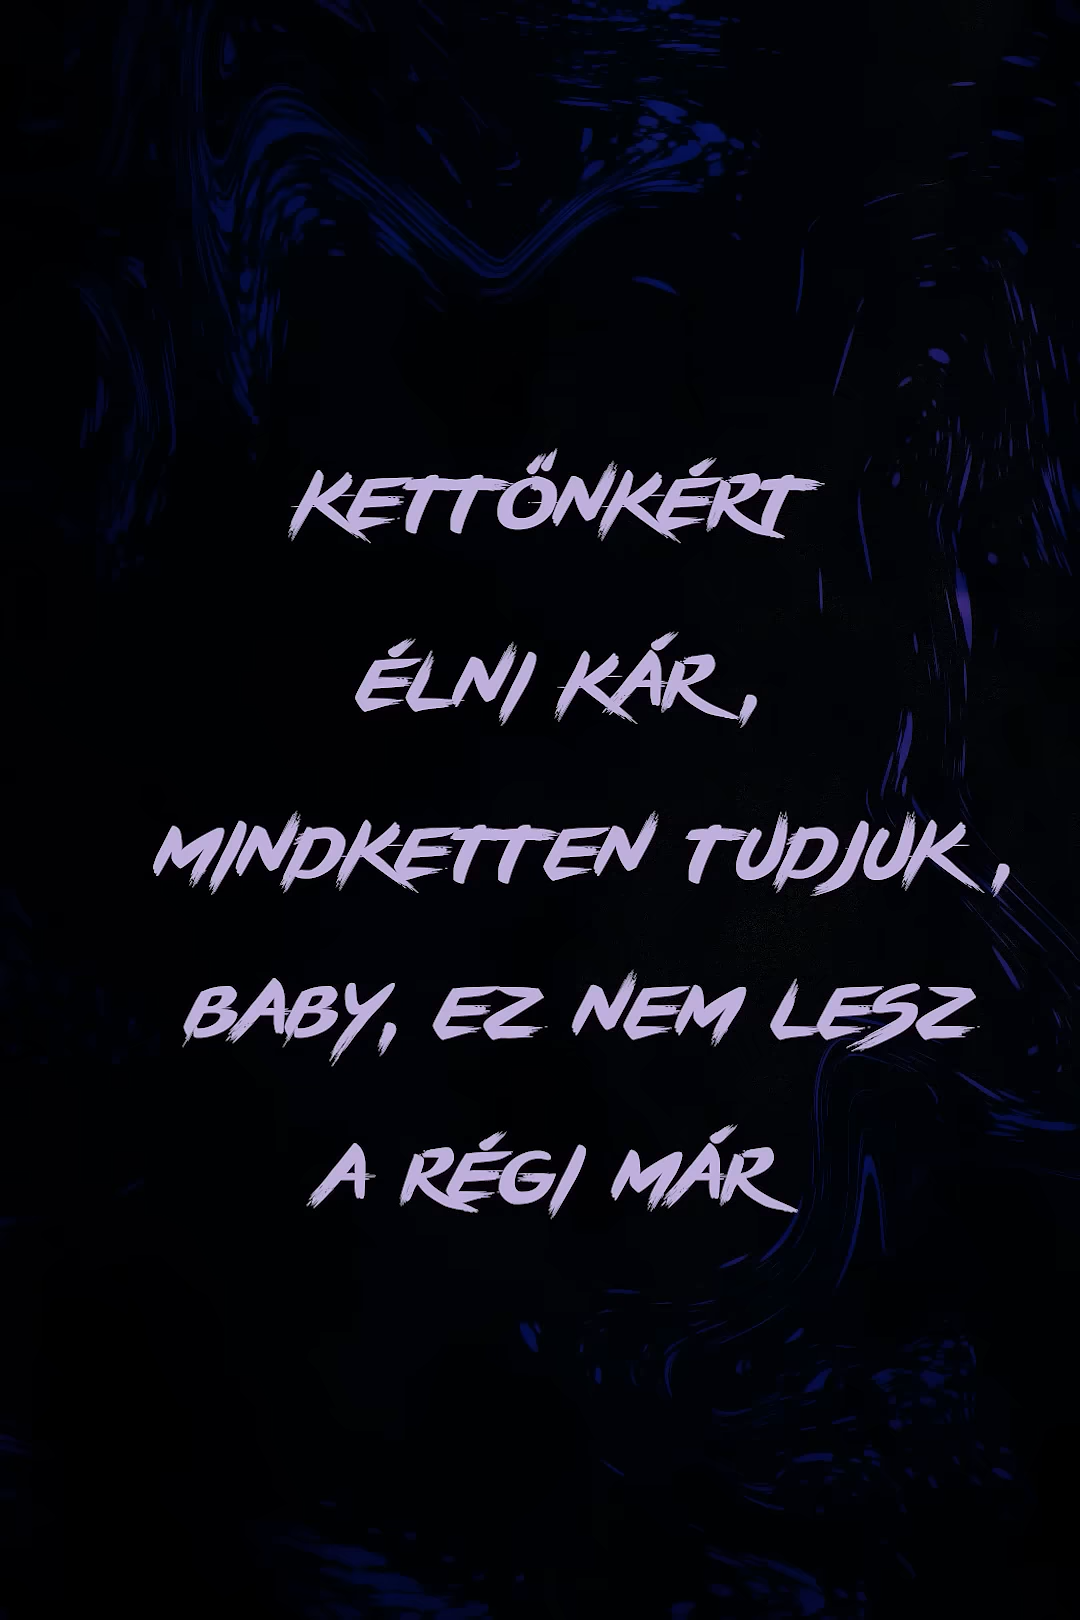 KETTŐNKÉRT
ÉLNI KÁR,
MINDKETTEN TUDJUK,
BABY, EZ NEM LESZ
A RÉGI MÁR